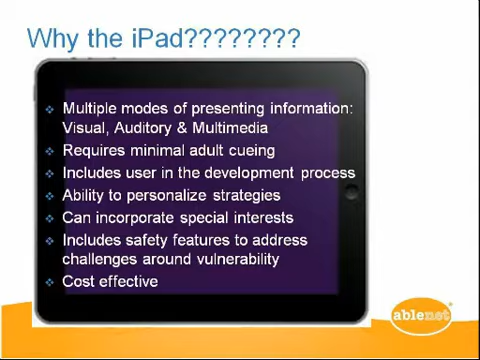 Why the iPad????????
Multiple modes of presenting information:
Visual, Auditory & Multimedia
Requires minimal adult cueing
Includes user in the development process
Ability to personalize strategies
Can incorporate special interests
Includes safety features to address
challenges around vulnerability
Cost effective
ablenet